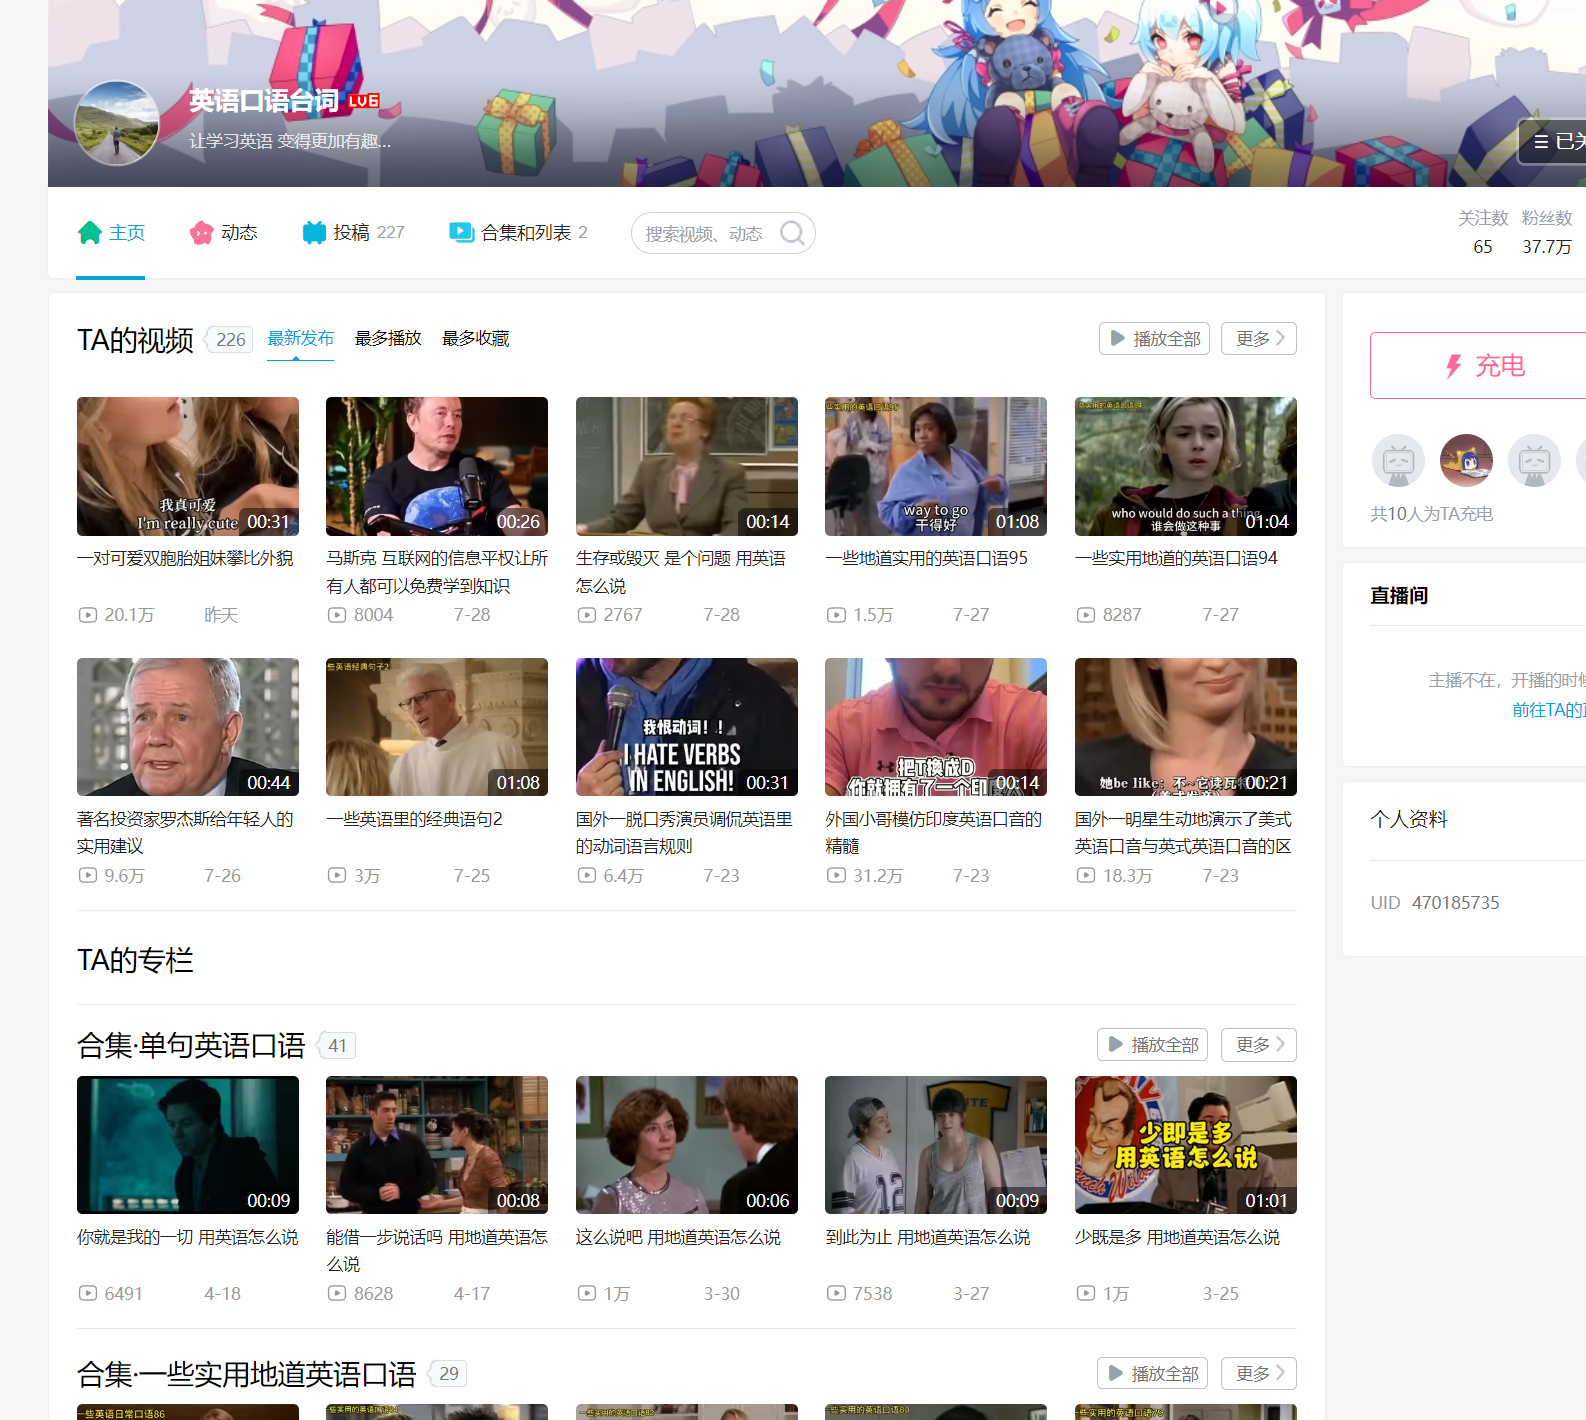 英语口语台词 LV6
让学习英语 变得更加有趣...
已关
主页
动态
投稿 227
合集和列表 2
搜索视频、动态
关注数 粉丝数
65 37.7万
TA的视频 226 最新发布 最多播放 最多收藏 播放全部 更多
我真可爱
I'm really cute 00:31
00:26
00:14
一些实用的英语口语95
way to go
干得好 01:08
一些实用的英语口语94
who would do such a thing
谁会做这种事 01:04
一对可爱双胞胎姐妹攀比外貌
20.1万 昨天
马斯克 互联网的信息平权让所
有人都可以免费学到知识
8004 7-28
生存或毁灭 是个问题 用英语
怎么说
2767 7-28
一些地道实用的英语口语95
1.5万 7-27
一些实用地道的英语口语94
8287 7-27
00:44
些英语经典句子2
01:08
我恨动词！！
I HATE VERBS
IN ENGLISH! 00:31
把T换成D
你就拥有了一个印 00:14
她be like：不~它读瓦特 00:21
著名投资家罗杰斯给年轻人的
实用建议
9.6万 7-26
一些英语里的经典语句2
3万 7-25
国外一脱口秀演员调侃英语里
的动词语言规则
6.4万 7-23
外国小哥模仿印度英语口音的
精髓
31.2万 7-23
国外一明星生动地演示了美式
英语口音与英式英语口音的区
18.3万 7-23
TA的专栏
合集·单句英语口语 41 播放全部 更多
00:09
00:08
00:06
12
00:09
少即是多
用英语怎么说
01:01
你就是我的一切 用英语怎么说
6491 4-18
能借一步说话吗 用地道英语怎
么说
8628 4-17
这么说吧 用地道英语怎么说
1万 3-30
到此为止 用地道英语怎么说
7538 3-27
少既是多 用地道英语怎么说
1万 3-25
合集·一些实用地道英语口语 29 播放全部 更多
一些英语日常口语86
充电
共10人为TA充电
直播间
主播不在，开播的时候
前往TA的直
个人资料
UID 470185735